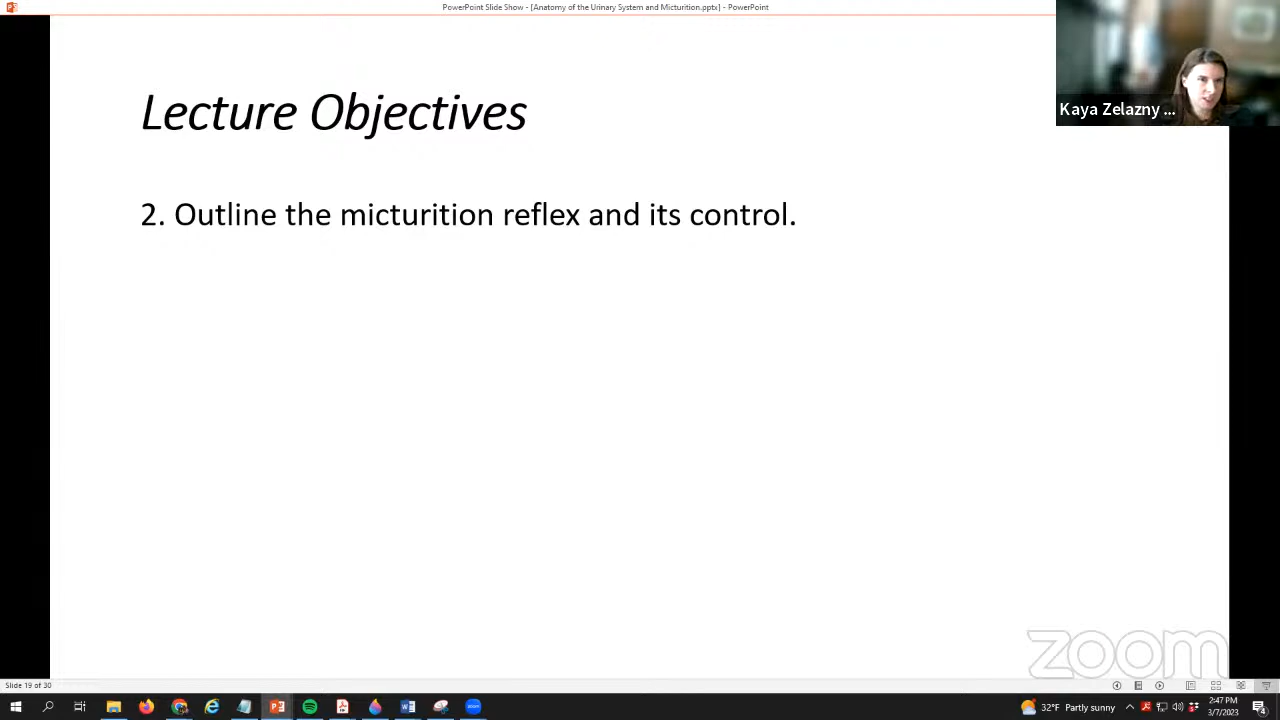 PowerPoint Slide Show - [Anatomy of the Urinary System and Micturition.pptx] - PowerPoint
Kaya Zelazny ...
Lecture Objectives
2. Outline the micturition reflex and its control.
zoom
Slide 19 of 30
32°F Partly sunny
2:47 PM
3/7/2023